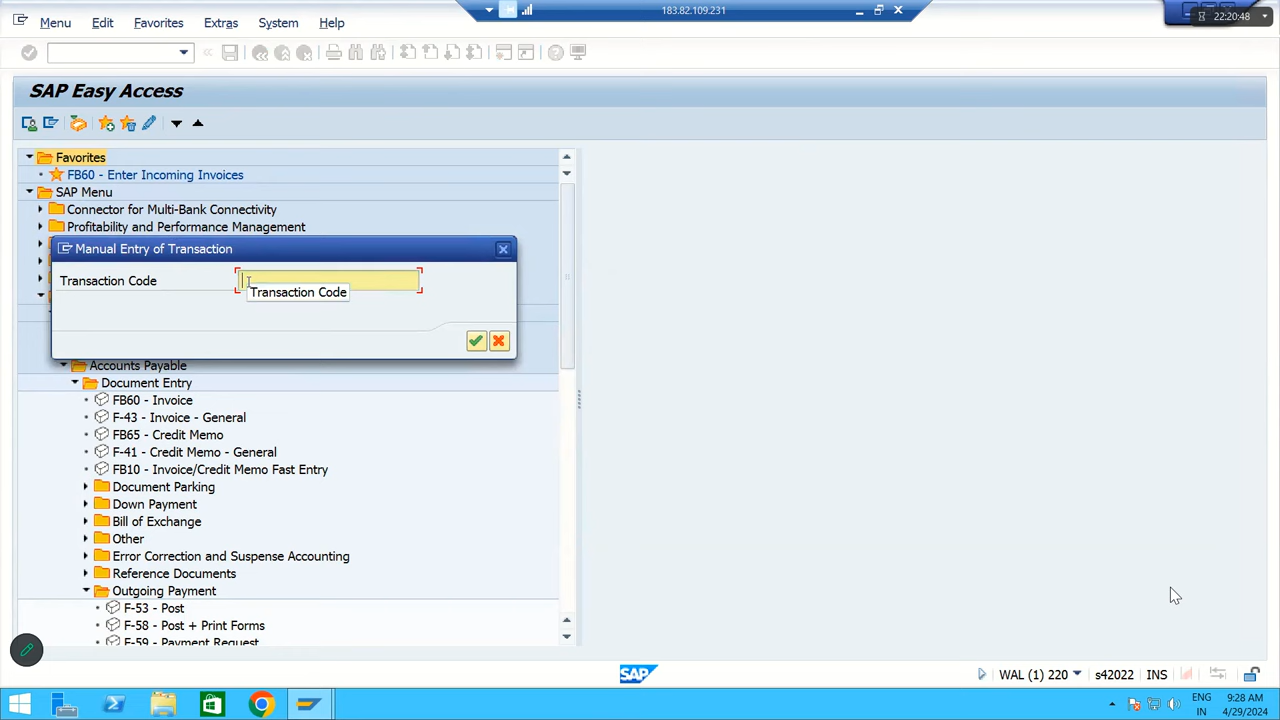 183.82.109.231
22:20:48
Menu Edit Favorites Extras System Help
SAP Easy Access
Favorites
FB60 - Enter Incoming Invoices
SAP Menu
Connector for Multi-Bank Connectivity
Profitability and Performance Management
Manual Entry of Transaction
Transaction Code
Transaction Code
Accounts Payable
Document Entry
FB60 - Invoice
F-43 - Invoice - General
FB65 - Credit Memo
F-41 - Credit Memo - General
FB10 - Invoice/Credit Memo Fast Entry
Document Parking
Down Payment
Bill of Exchange
Other
Error Correction and Suspense Accounting
Reference Documents
Outgoing Payment
F-53 - Post
F-58 - Post + Print Forms
F-59 - Payment Request
SAP
WAL (1) 220 s42022 INS
ENG 9:28 AM
IN 4/29/2024